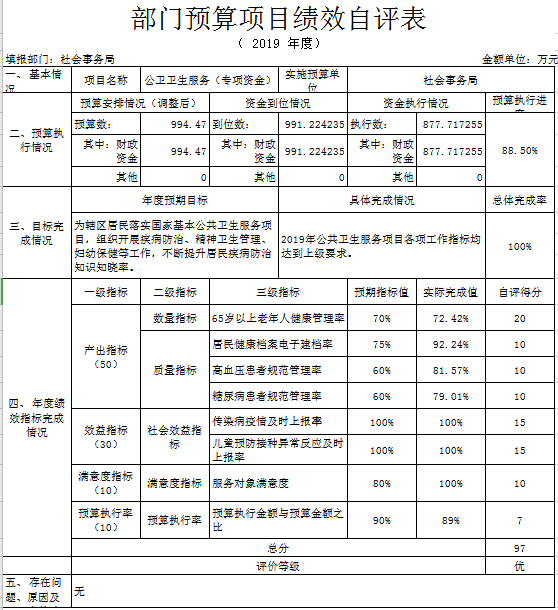 部门预算项目绩效自评表
（ 2019 年度）
填报部门：社会事务局 金额单位：万元
一、基本情况 项目名称 公卫卫生服务（专项资金） 实施预算单位 社会事务局
二、预算执行情况 预算安排情况（调整后） 资金到位情况 资金执行情况 预算执行进
预算数： 994.47 到位数： 991.224235 执行数： 877.717255 88.50%
其中：财政资金 994.47 其中：财政资金 991.224235 其中：财政资金 877.717255
其他 0 其他 0 其他 0
三、目标完成情况 年度预期目标 具体完成情况 总体完成率
为辖区居民落实国家基本公共卫生服务项
目，组织开展疾病防治、精神卫生管理、
妇幼保健等工作，不断提升居民疾病防治
知识知晓率。
2019年公共卫生服务项目各项工作指标均
达到上级要求。
100%
四、年度绩效指标完成情况 一级指标 二级指标 三级指标 预期指标值 实际完成值 自评得分
产出指标（50） 数量指标 65岁以上老年人健康管理率 70% 72.42% 20
质量指标 居民健康档案电子建档率 75% 92.24% 10
高血压患者规范管理率 60% 81.57% 10
糖尿病患者规范管理率 60% 79.01% 10
效益指标（30） 社会效益指标 传染病疫情及时上报率 100% 100% 15
儿童预防接种异常反应及时上报率 100% 100% 15
满意度指标（10） 满意度指标 服务对象满意度 80% 100% 10
预算执行率（10） 预算执行率 预算执行金额与预算金额之比 90% 89% 7
总分 97
评价等级 优
五、存在问
题、原因及
无